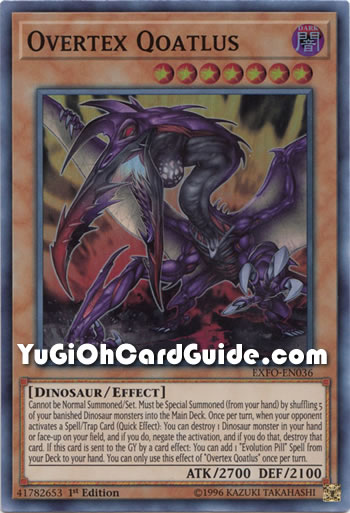 OVERTEX QOATLUS
DARK
闇
YuGiOhCardGuide.com
EXFO-EN036
[DINOSAUR/EFFECT]
Cannot be Normal Summoned/Set. Must be Special Summoned (from your hand) by shuffling 5
of your banished Dinosaur monsters into the Main Deck. Once per turn, when your opponent
activates a Spell/Trap Card (Quick Effect): You can destroy 1 Dinosaur monster in your hand
or face-up on your field, and if you do, negate the activation, and if you do that, destroy that
card. If this card is sent to the GY by a card effect: You can add 1 "Evolution Pill" Spell
from your Deck to your hand. You can only use this effect of "Overtex Qoatlus" once per turn.
ATK/2700 DEF/2100
41782653 1st Edition ©1996 KAZUKI TAKAHASHI